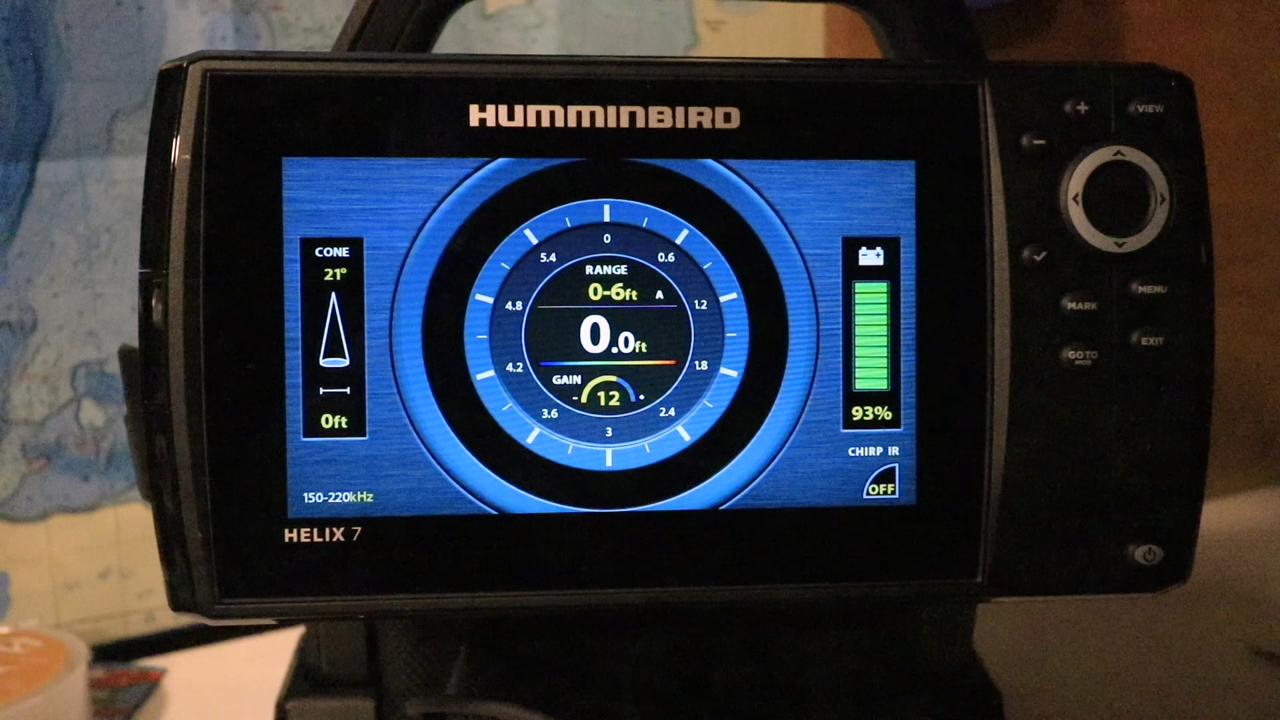 HUMMINBIRD
CONE
21°
0ft
150-220kHz
0
0.6
1.2
1.8
2.4
3
3.6
4.2
4.8
5.4
RANGE
0-6ft A
0.0ft
GAIN
- 12
93%
CHIRP IR
OFF
HELIX 7
+
VIEW
-
MARK
MENU
GO TO
EXIT